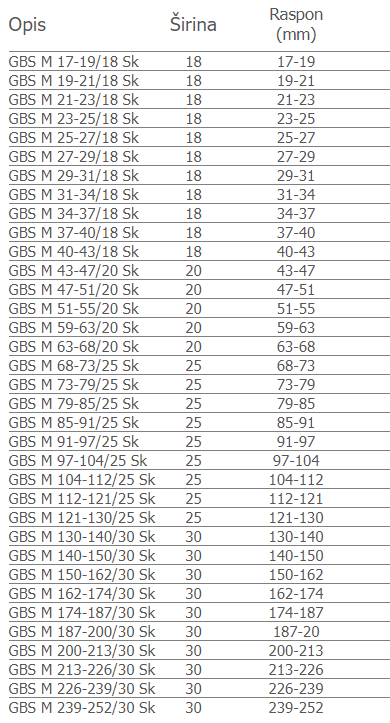 Opis Širina Raspon (mm)
GBS M 17-19/18 Sk 18 17-19
GBS M 19-21/18 Sk 18 19-21
GBS M 21-23/18 Sk 18 21-23
GBS M 23-25/18 Sk 18 23-25
GBS M 25-27/18 Sk 18 25-27
GBS M 27-29/18 Sk 18 27-29
GBS M 29-31/18 Sk 18 29-31
GBS M 31-34/18 Sk 18 31-34
GBS M 34-37/18 Sk 18 34-37
GBS M 37-40/18 Sk 18 37-40
GBS M 40-43/18 Sk 18 40-43
GBS M 43-47/20 Sk 20 43-47
GBS M 47-51/20 Sk 20 47-51
GBS M 51-55/20 Sk 20 51-55
GBS M 59-63/20 Sk 20 59-63
GBS M 63-68/20 Sk 20 63-68
GBS M 68-73/25 Sk 25 68-73
GBS M 73-79/25 Sk 25 73-79
GBS M 79-85/25 Sk 25 79-85
GBS M 85-91/25 Sk 25 85-91
GBS M 91-97/25 Sk 25 91-97
GBS M 97-104/25 Sk 25 97-104
GBS M 104-112/25 Sk 25 104-112
GBS M 112-121/25 Sk 25 112-121
GBS M 121-130/25 Sk 25 121-130
GBS M 130-140/30 Sk 30 130-140
GBS M 140-150/30 Sk 30 140-150
GBS M 150-162/30 Sk 30 150-162
GBS M 162-174/30 Sk 30 162-174
GBS M 174-187/30 Sk 30 174-187
GBS M 187-200/30 Sk 30 187-20
GBS M 200-213/30 Sk 30 200-213
GBS M 213-226/30 Sk 30 213-226
GBS M 226-239/30 Sk 30 226-239
GBS M 239-252/30 Sk 30 239-252